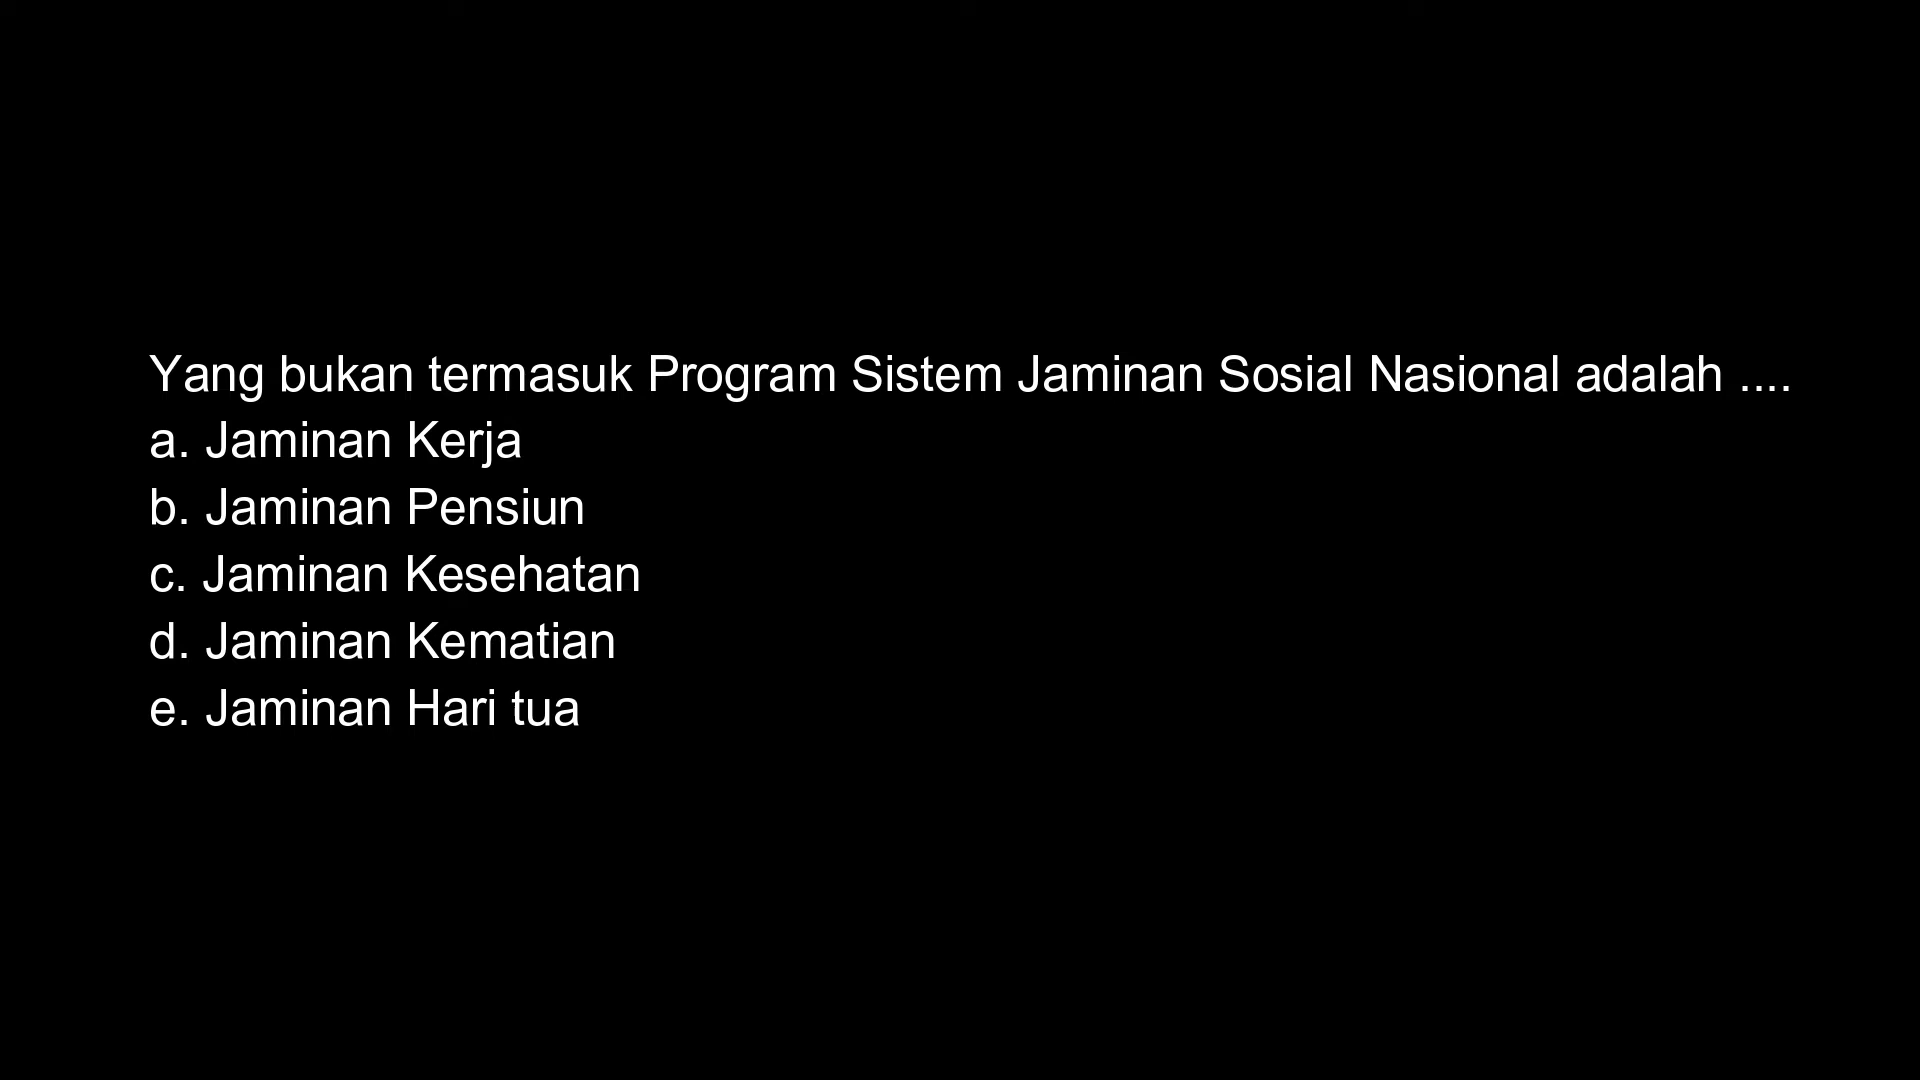 Yang bukan termasuk Program Sistem Jaminan Sosial Nasional adalah ....
a. Jaminan Kerja
b. Jaminan Pensiun
c. Jaminan Kesehatan
d. Jaminan Kematian
e. Jaminan Hari tua